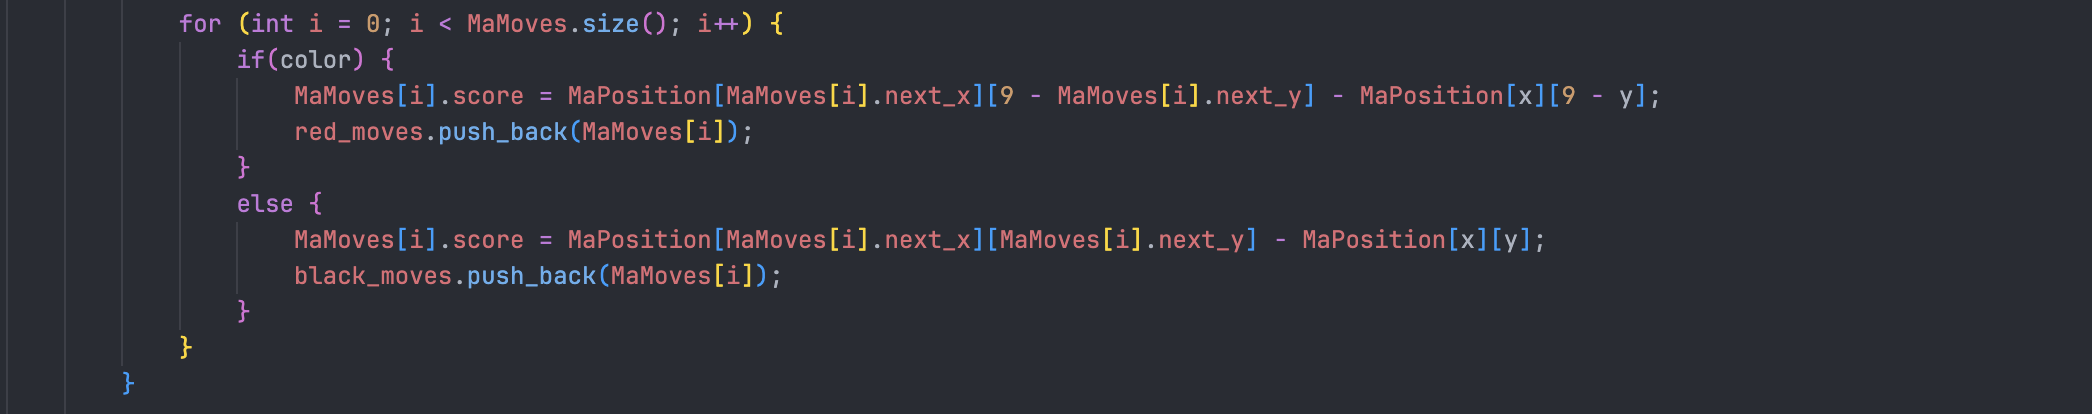 for (int i = 0; i < MaMoves.size(); i++) {
if(color) {
MaMoves[i].score = MaPosition[MaMoves[i].next_x][9 - MaMoves[i].next_y] - MaPosition[x][9 - y];
red_moves.push_back(MaMoves[i]);
}
else {
MaMoves[i].score = MaPosition[MaMoves[i].next_x][MaMoves[i].next_y] - MaPosition[x][y];
black_moves.push_back(MaMoves[i]);
}
}
}